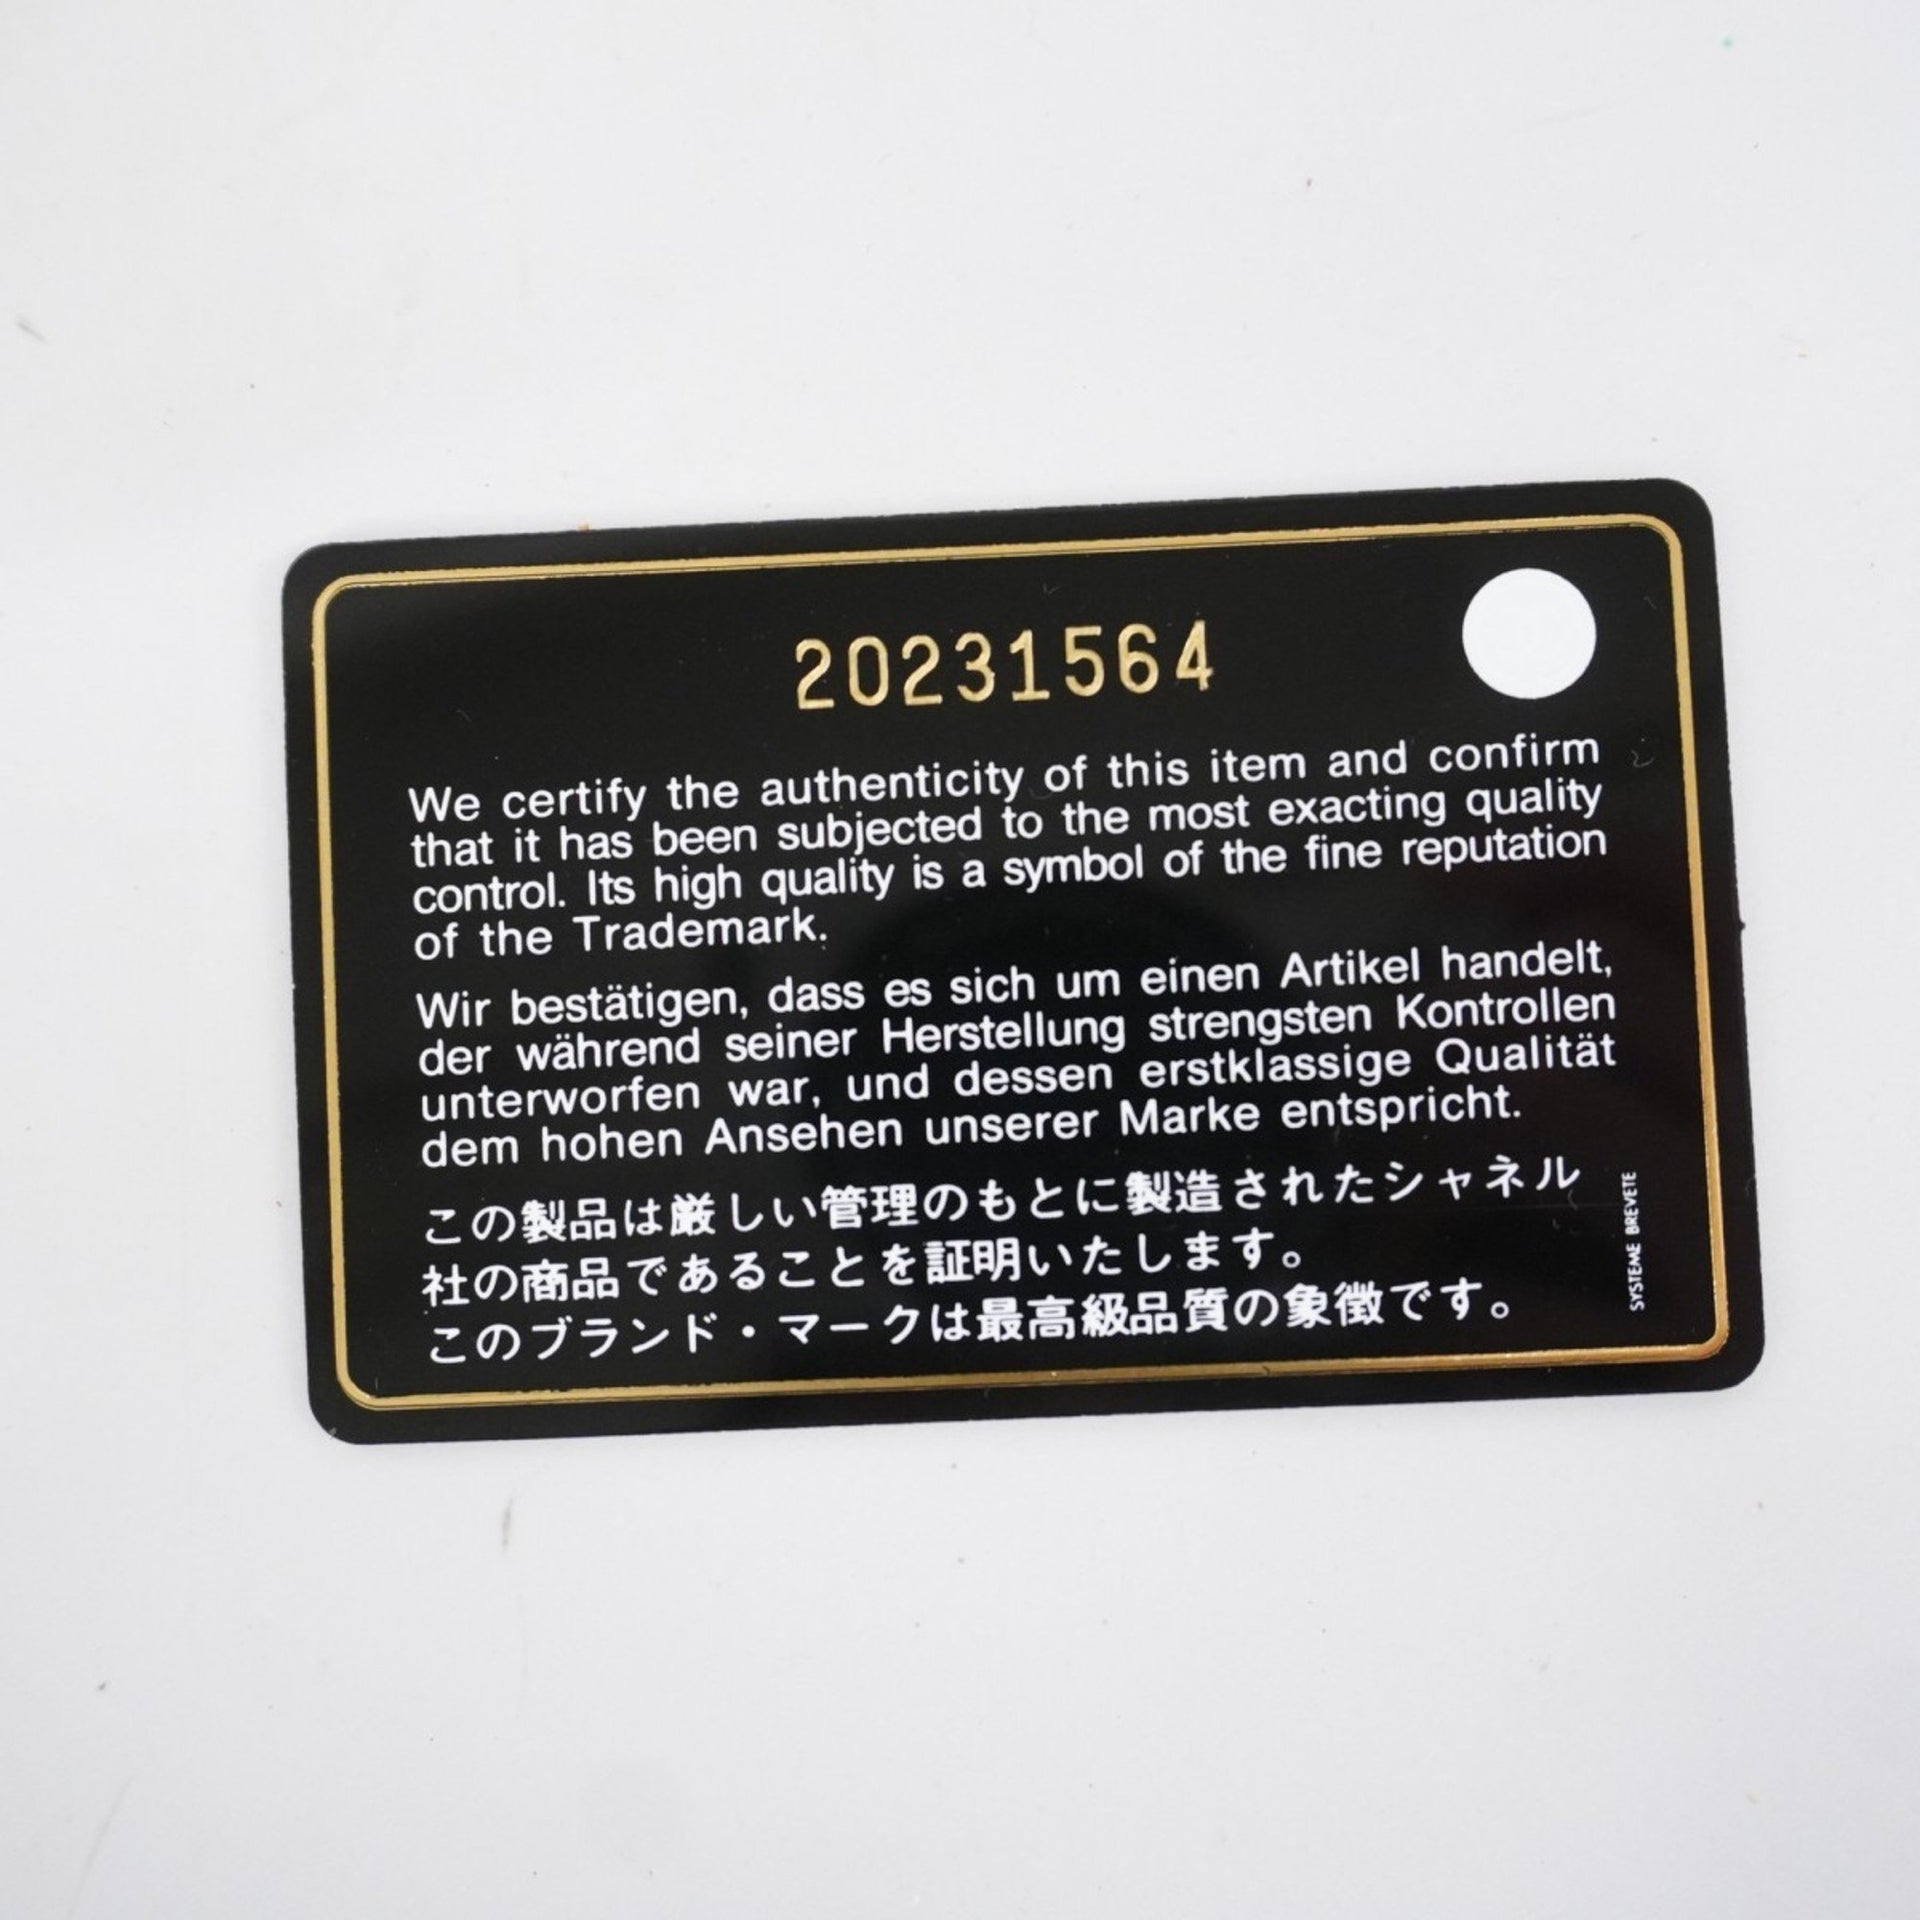 20231564
We certify the authenticity of this item and confirm
that it has been subjected to the most exacting quality
control. Its high quality is a symbol of the fine reputation
of the Trademark.
Wir bestätigen, dass es sich um einen Artikel handelt,
der während seiner Herstellung strengsten Kontrollen
unterworfen war, und dessen erstklassige Qualität
dem hohen Ansehen unserer Marke entspricht.
この製品は厳しい管理のもとに製造されたシャネル
社の商品であることを証明いたします。
このブランド・マークは最高級品質の象徴です。
SYSTEME BREVETE